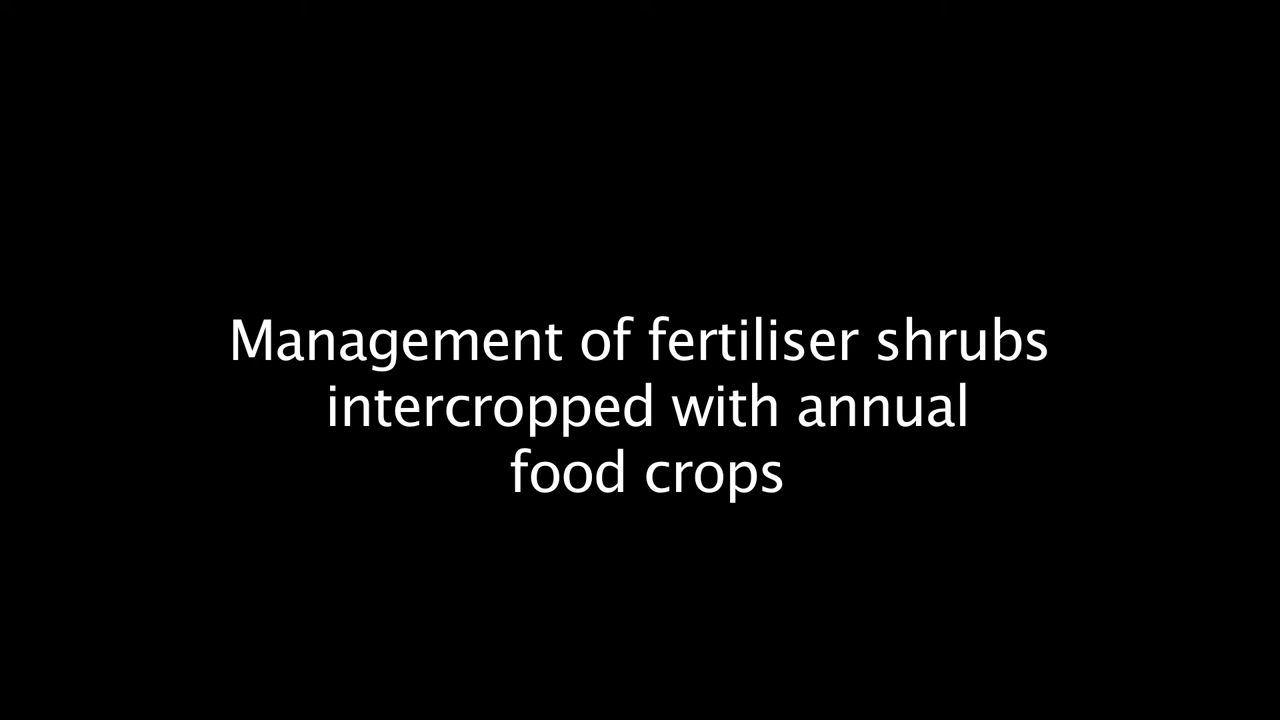 Management of fertiliser shrubs
intercropped with annual
food crops